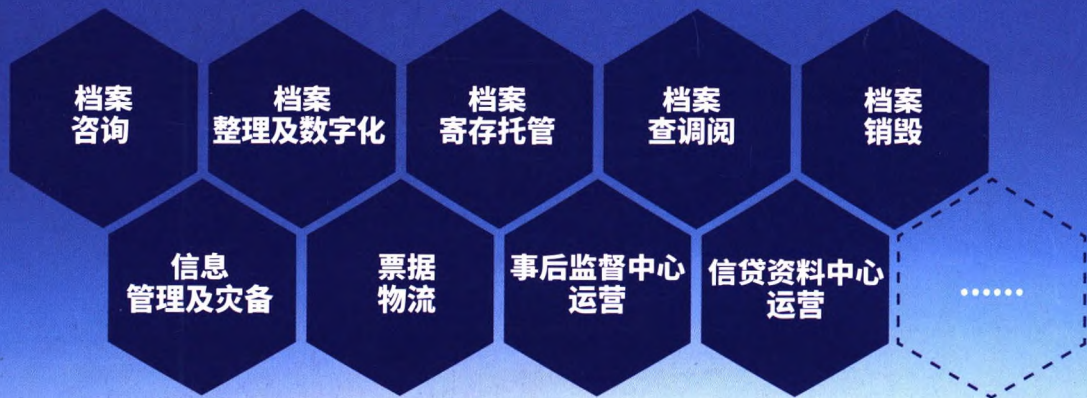 档案
咨询
档案
整理及数字化
档案
寄存托管
档案
查调阅
档案
销毁
信息
管理及灾备
票据
物流
事后监督中心
运营
信贷资料中心
运营
......